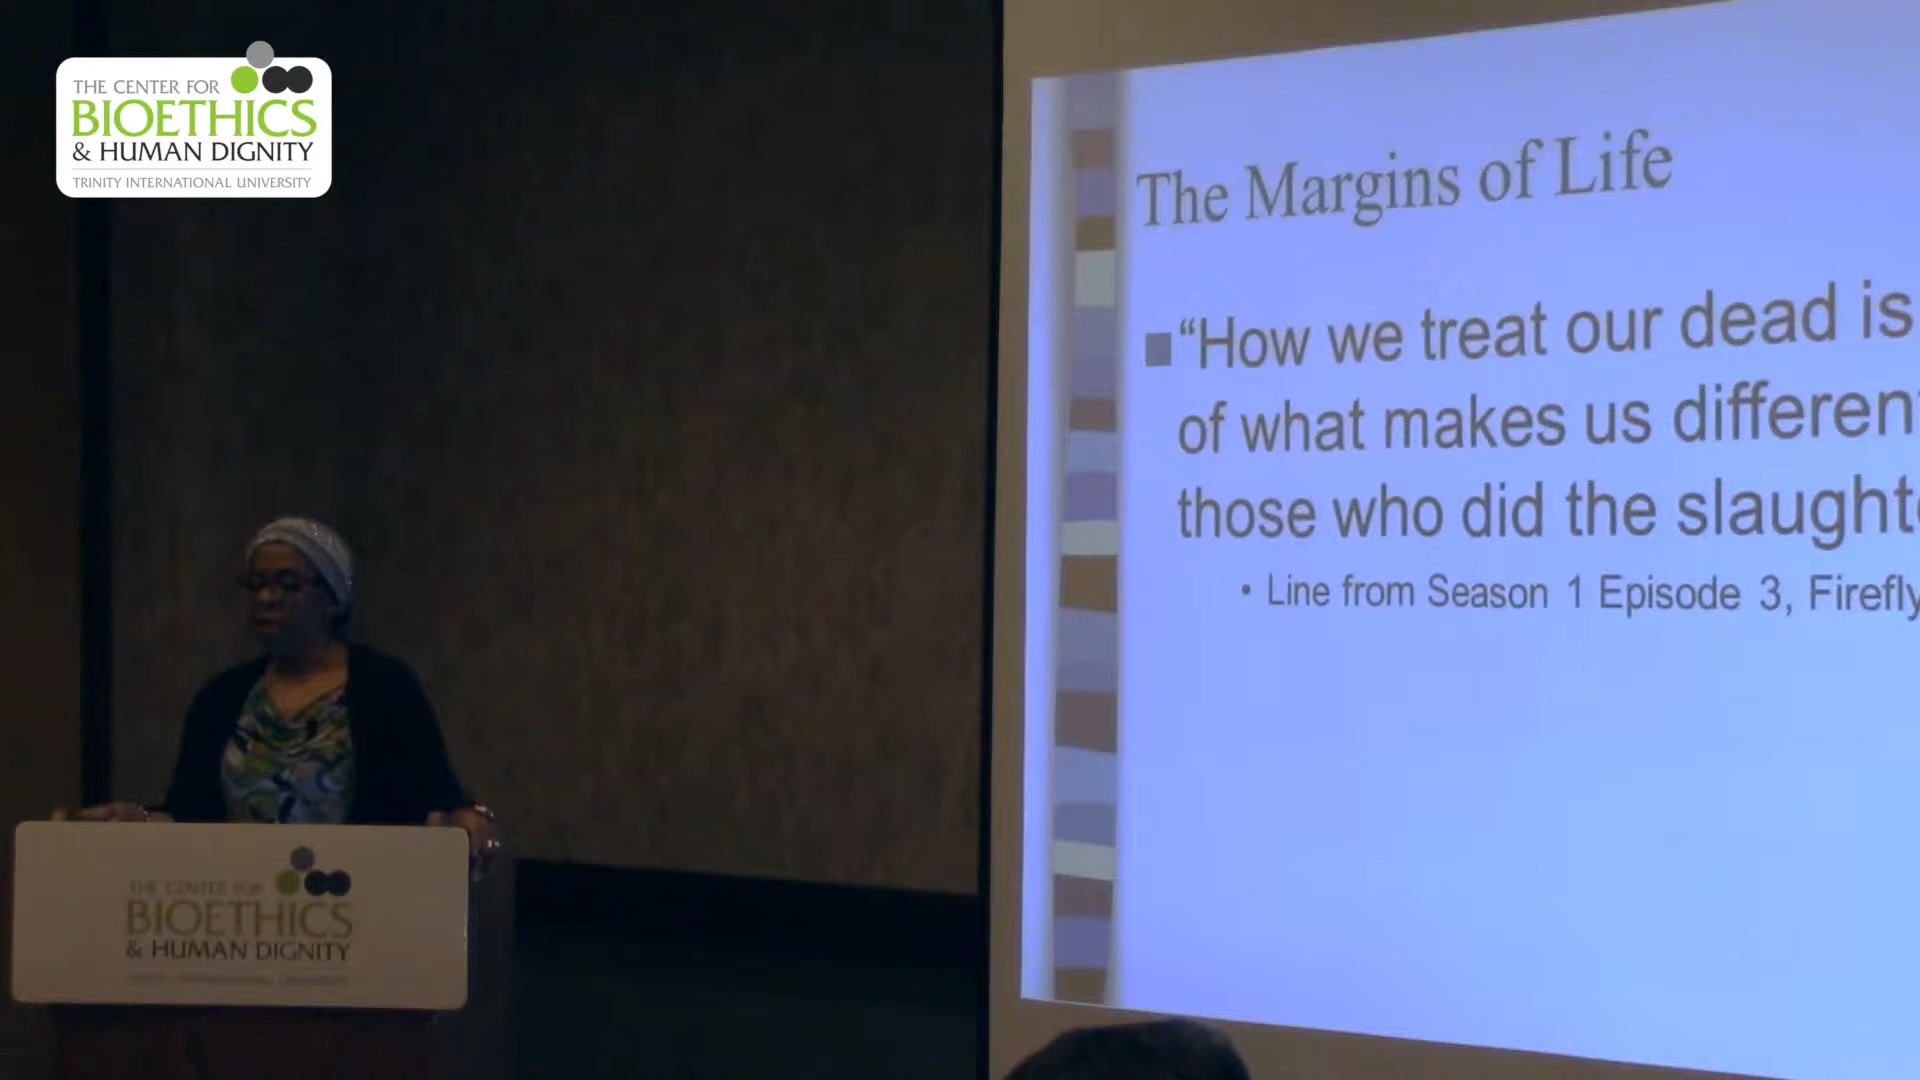 THE CENTER FOR
BIOETHICS
& HUMAN DIGNITY
TRINITY INTERNATIONAL UNIVERSITY
The Margins of Life
“How we treat our dead is
of what makes us
those who did the
• Line from Season 1 Episode 3, Firefly
THE CENTER FOR
BIOETHICS
& HUMAN DIGNITY